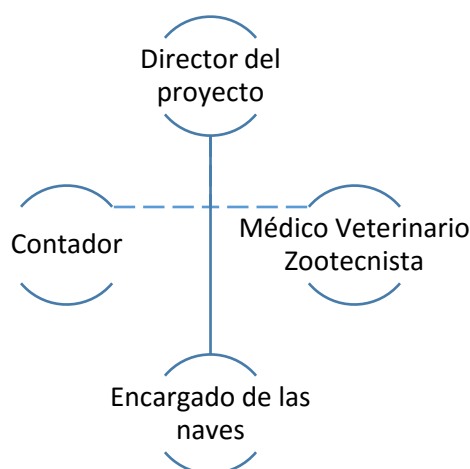 Director del
proyecto
Contador
Médico Veterinario
Zootecnista
Encargado de las
naves